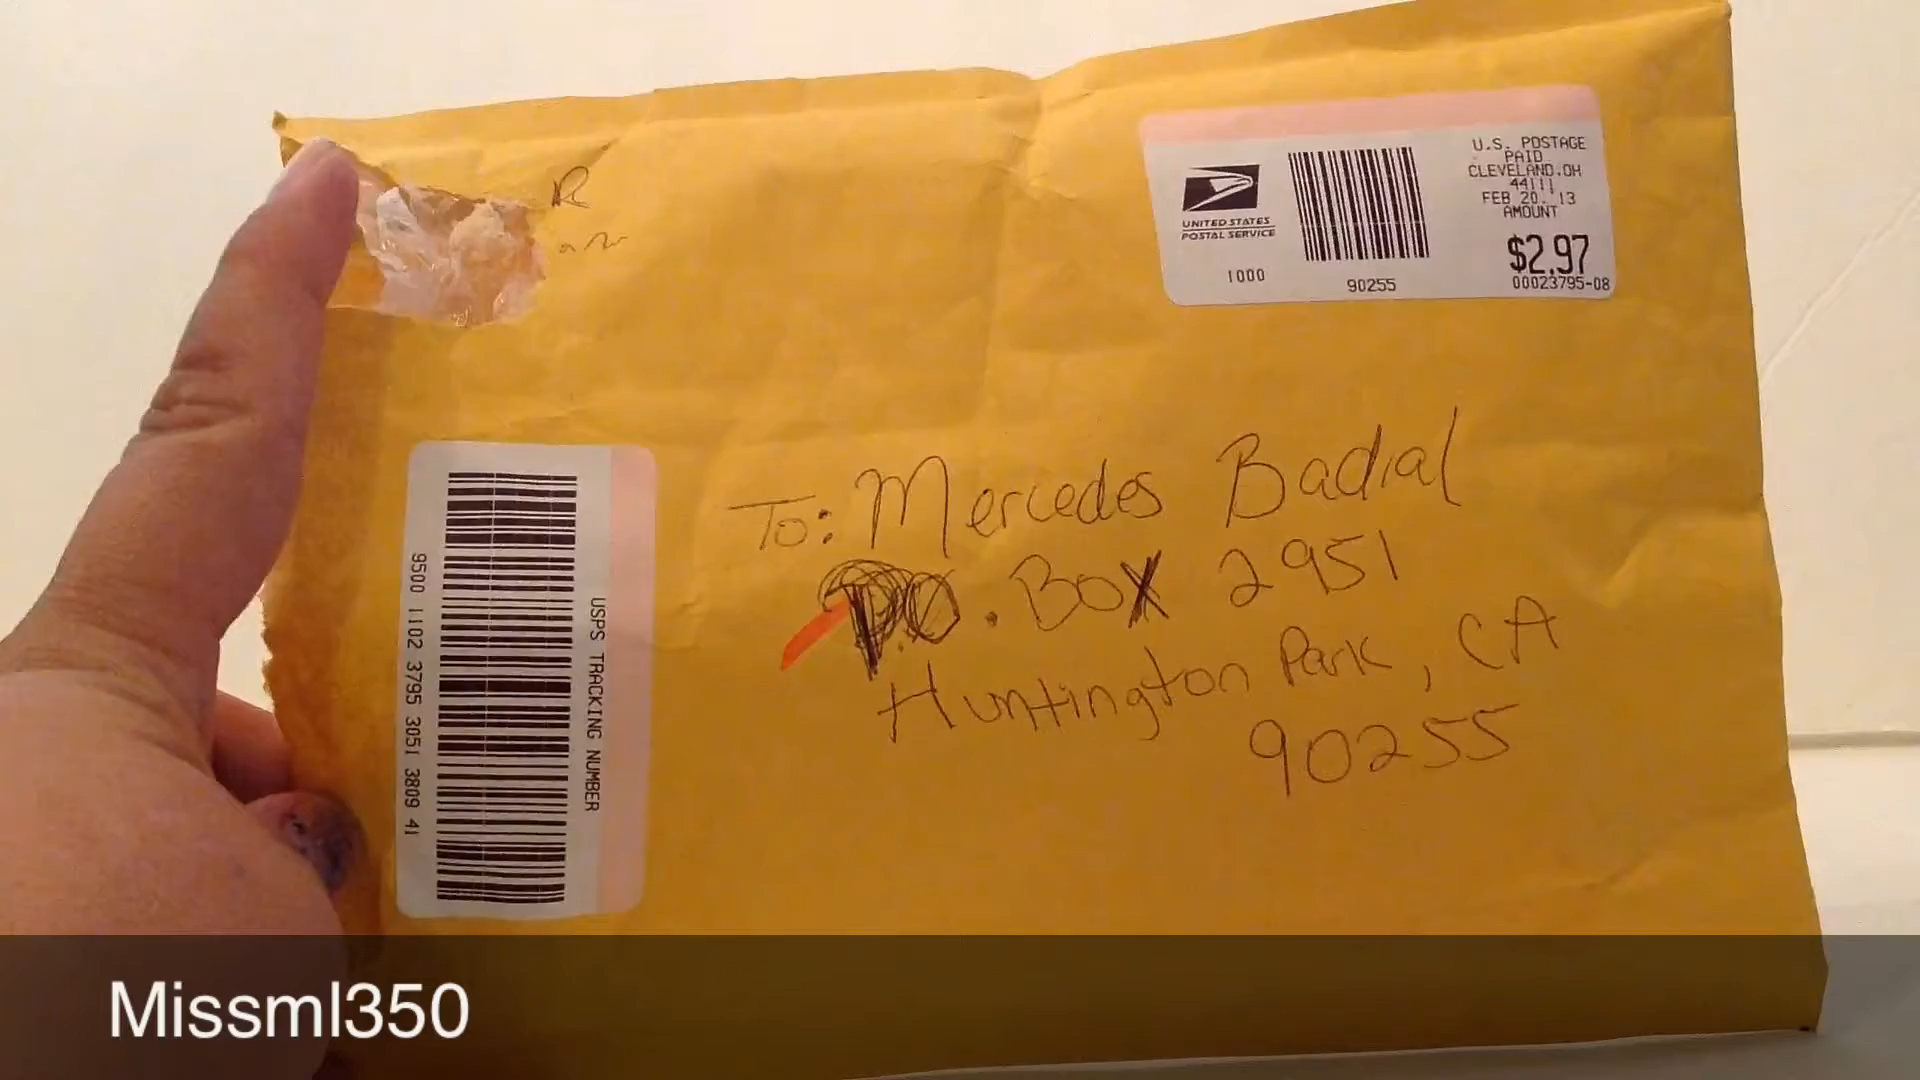 R
U.S. POSTAGE
PAID
CLEVELAND.OH
44111
FEB 20. '13
AMOUNT
$2.97
00023795-08
UNITED STATES
POSTAL SERVICE
1000
90255
To: Mercedes Badial
P.O. BOX 2951
Huntington Park, CA
90255
USPS TRACKING NUMBER
9500 1102 3795 3051 3809 41
Missml350